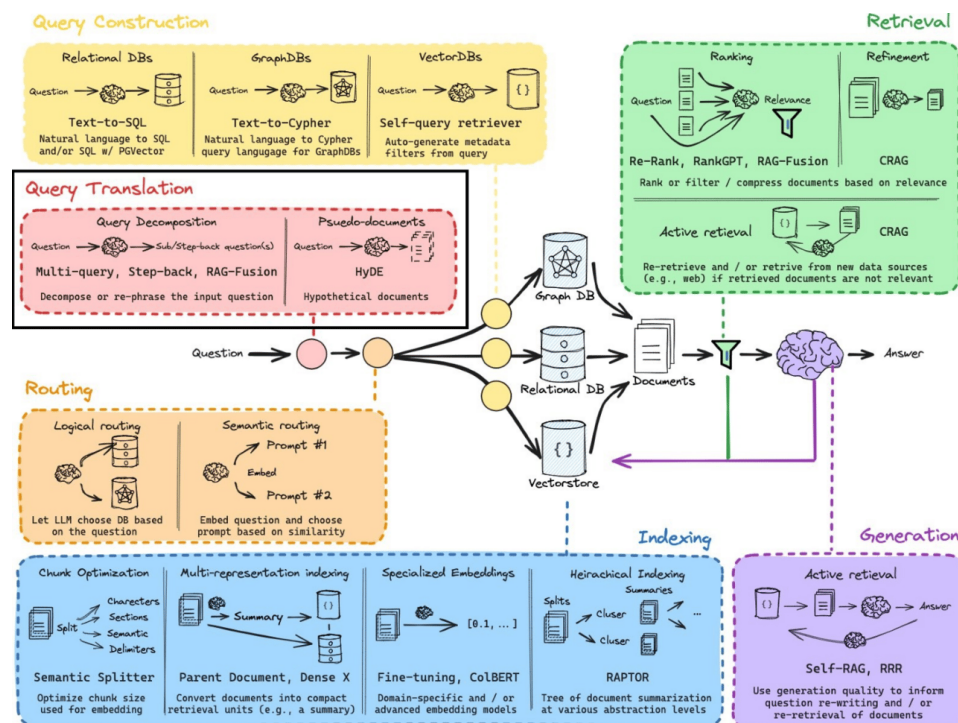 Query Construction
Relational DBs
Question
Text-to-SQL
Natural language to SQL
and/or SQL w/ PGVector
GraphDBs
Question
Text-to-Cypher
Natural language to Cypher
query langugage for GraphDBs
VectorDBs
Question
{ }
Self-query retriever
Auto-generate metadata
filters from query
Retrieval
Ranking
Question
Relevance
Re-Rank, RankGPT, RAG-Fusion
Refinement
CRAG
Rank or filter / compress documents based on relevance
Active retieval
{ }
CRAG
Re-retrieve and / or retrive from new data sources
(e.g., web) if retrieved documents are not relevant
Query Translation
Query Decomposition
Question
Sub/Step-back question(s)
Multi-query, Step-back, RAG-Fusion
Decompose or re-phrase the input question
Psuedo-documents
Question
HyDE
Hypothetical documents
Question
Graph DB
Relational DB
{ }
Vectorstore
Documents
Answer
Routing
Logical routing
Let LLM choose DB based
on the question
Semantic routing
Prompt #1
Embed
Prompt #2
Embed question and choose
prompt based on similarity
Indexing
Chunk Optimization
Split
Charecters
Sections
Semantic
Delimiters
Semantic Splitter
Optimize chunk size
used for embedding
Multi-representation indexing
Summary
{ }
Parent Document, Dense X
Convert documents into compact
retrieval units (e.g., a summary)
Specialized Embeddings
[0.1, ...]
Fine-tuning, ColBERT
Domain-specific and / or
advanced embedding models
Heirachical Indexing
Summaries
Splits
Cluser
...
Cluser
RAPTOR
Tree of document summarization
at various abstraction levels
Generation
Active retieval
{ }
Answer
Self-RAG, RRR
Use generation quality to inform
question re-writing and / or
re-retrieval of documents